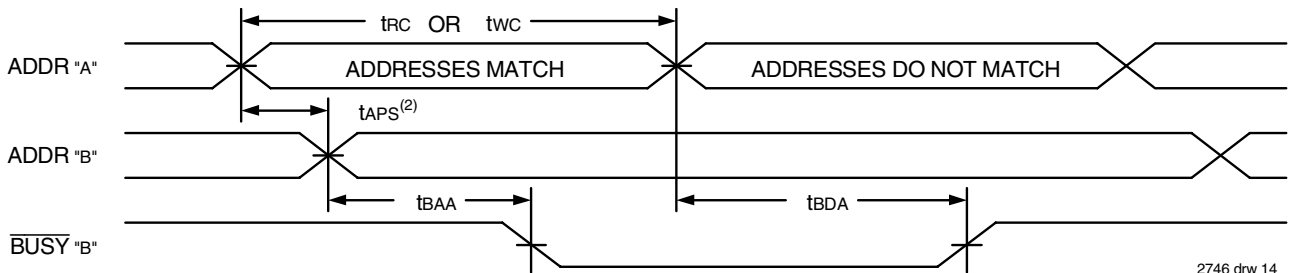 tRC OR tWC
ADDR "A"
ADDRESSES MATCH
ADDRESSES DO NOT MATCH
tAPS(2)
ADDR "B"
tBAA
tBDA
BUSY "B"
2746 drw 14